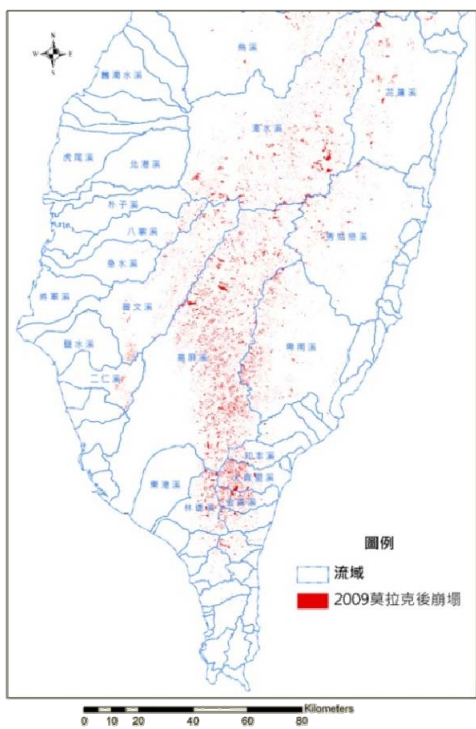 N
W E
S
烏溪
舊濁水溪
花蓮溪
濁水溪
虎尾溪
北港溪
朴子溪
八掌溪
秀姑巒溪
急水溪
將軍溪
曾文溪
鹽水溪
高屏溪
卑南溪
二仁溪
知本溪
東港溪
太麻里溪
林邊溪
金崙溪
圖例
流域
2009莫拉克後崩塌
Kilometers
0 5 10 20 40 60 80